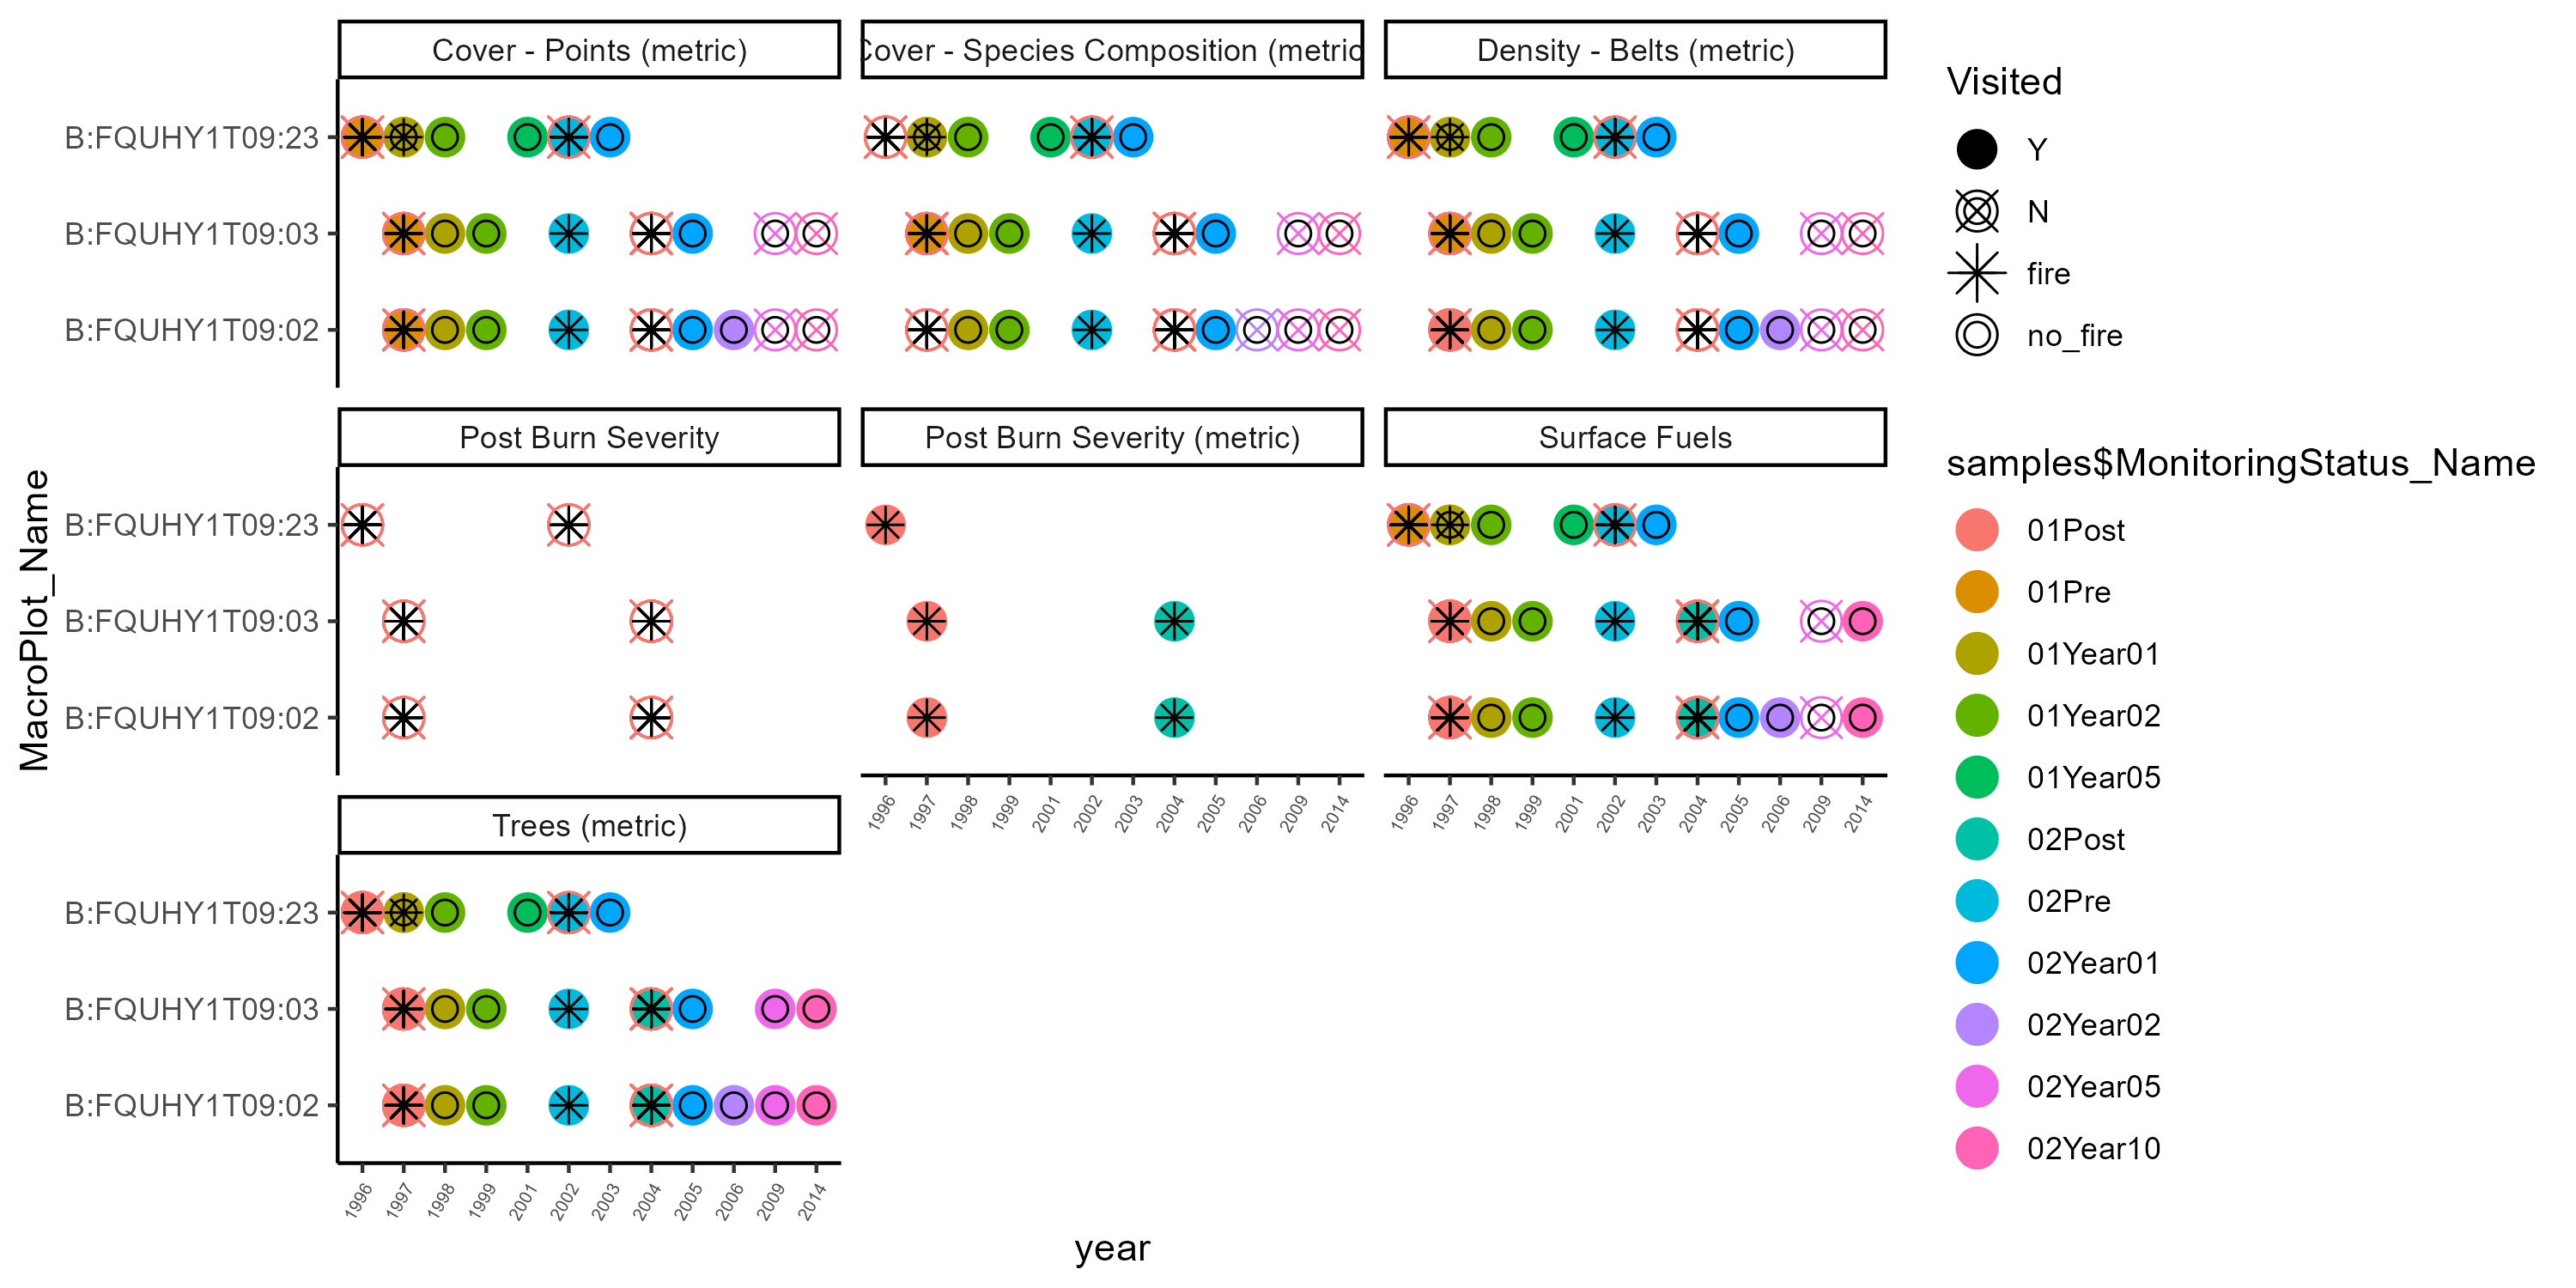 Cover - Points (metric)
Cover - Species Composition (metric
Density - Belts (metric)
B:FQUHY1T09:23
B:FQUHY1T09:03
B:FQUHY1T09:02
Post Burn Severity
Post Burn Severity (metric)
Surface Fuels
B:FQUHY1T09:23
B:FQUHY1T09:03
B:FQUHY1T09:02
1996 1997 1998 1999 2001 2002 2003 2004 2005 2006 2009 2014
1996 1997 1998 1999 2001 2002 2003 2004 2005 2006 2009 2014
Trees (metric)
B:FQUHY1T09:23
B:FQUHY1T09:03
B:FQUHY1T09:02
1996 1997 1998 1999 2001 2002 2003 2004 2005 2006 2009 2014
MacroPlot_Name
year
Visited
Y
N
fire
no_fire
samples$MonitoringStatus_Name
01Post
01Pre
01Year01
01Year02
01Year05
02Post
02Pre
02Year01
02Year02
02Year05
02Year10